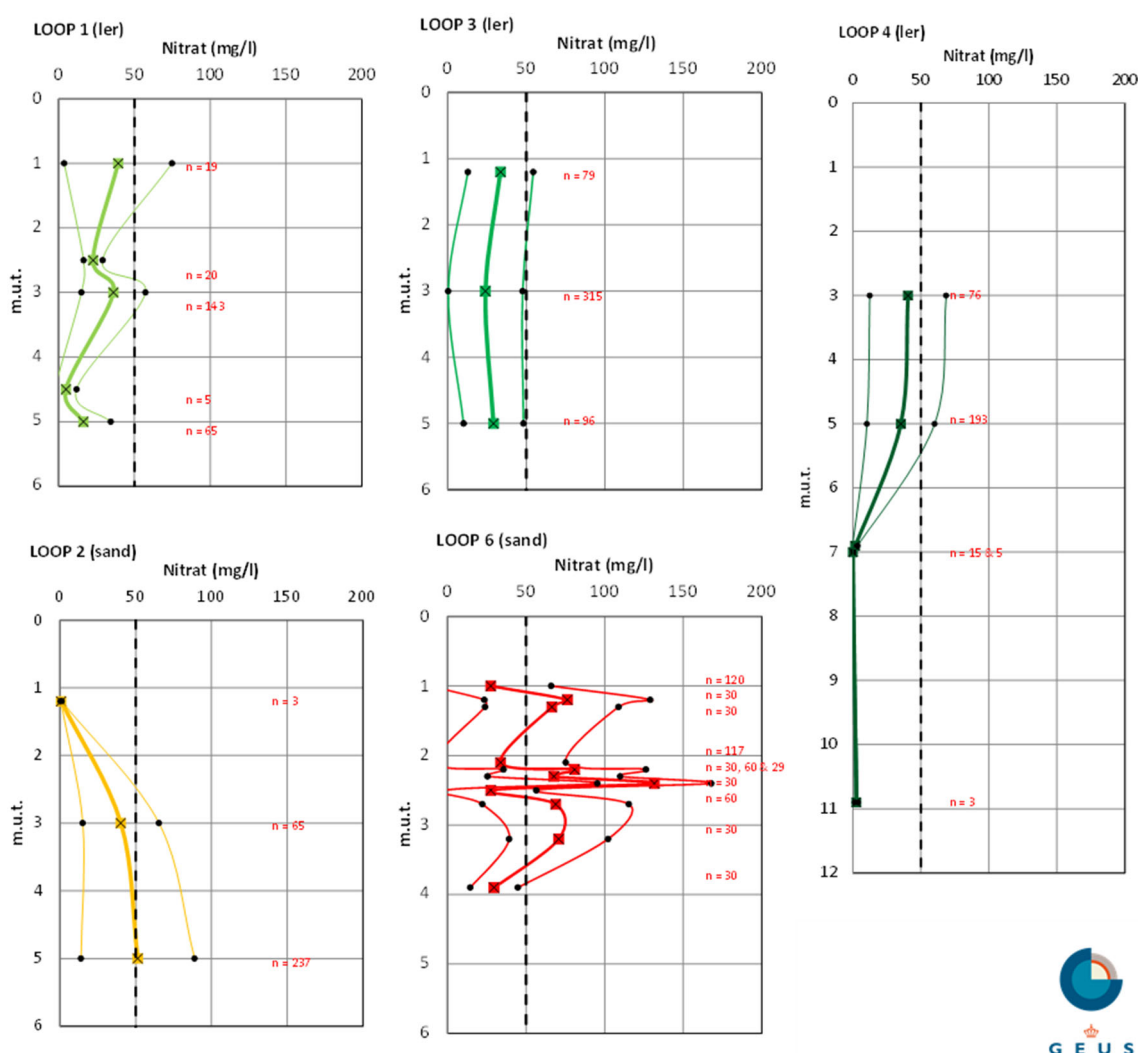 LOOP 1 (ler)
Nitrat (mg/l)
0 50 100 150 200
m.u.t.
0
1
2
3
4
5
6
n = 19
n = 20
n = 143
n = 5
n = 65
LOOP 3 (ler)
Nitrat (mg/l)
0 50 100 150 200
m.u.t.
0
1
2
3
4
5
6
n = 79
n = 315
n = 96
LOOP 4 (ler)
Nitrat (mg/l)
0 50 100 150 200
m.u.t.
0
1
2
3
4
5
6
7
8
9
10
11
12
n = 76
n = 193
n = 15 & 5
n = 3
LOOP 2 (sand)
Nitrat (mg/l)
0 50 100 150 200
m.u.t.
0
1
2
3
4
5
6
n = 3
n = 65
n = 237
LOOP 6 (sand)
Nitrat (mg/l)
0 50 100 150 200
m.u.t.
0
1
2
3
4
5
6
n = 120
n = 30
n = 30
n = 117
n = 30, 60 & 29
n = 30
n = 60
n = 30
n = 30
G E U S